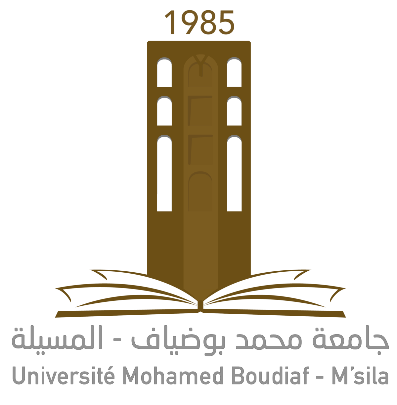 1985
جامعة محمد بوضياف - المسيلة
Université Mohamed Boudiaf - M'sila